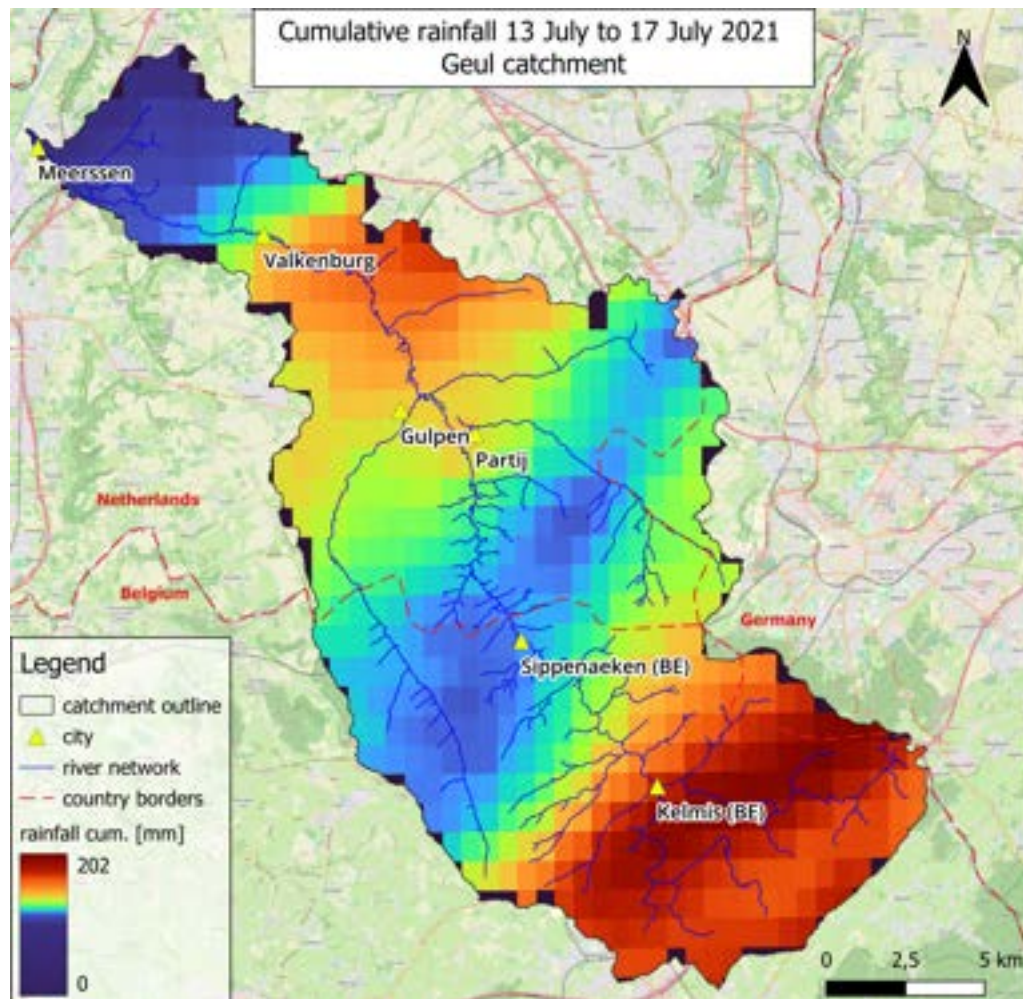 Cumulative rainfall 13 July to 17 July 2021
Geul catchment
N
Meerssen
Valkenburg
Gulpen
Partij
Netherlands
Belgium
Germany
Sippenaeken (BE)
Kelmis (BE)
Legend
catchment outline
city
river network
country borders
rainfall cum. [mm]
202
0
0 2,5 5 km